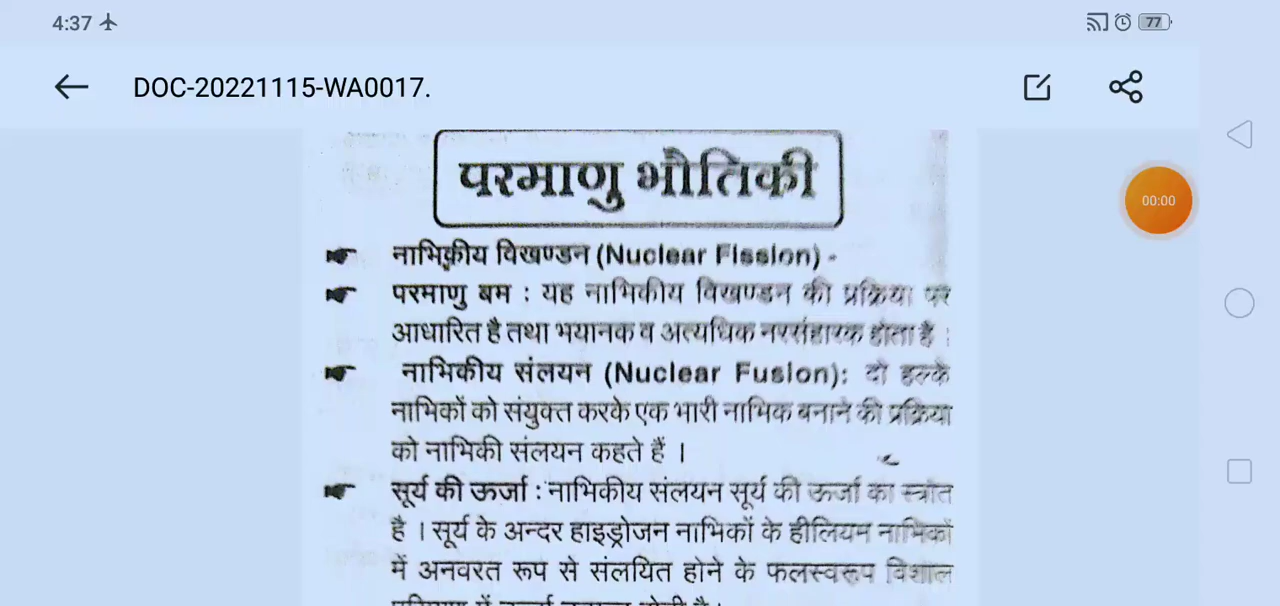 4:37
77
DOC-20221115-WA0017.
00:00
परमाणु भौतिकी
नाभिकीय विखण्डन (Nuclear Fission) -
परमाणु बम : यह नाभिकीय विखण्डन की प्रक्रिया पर
आधारित है तथा भयानक व अत्यधिक नरसंहारक होता है ।
नाभिकीय संलयन (Nuclear Fusion): दो हल्के
नाभिकों को संयुक्त करके एक भारी नाभिक बनाने की प्रक्रिया
को नाभिकी संलयन कहते हैं ।
सूर्य की ऊर्जा : नाभिकीय संलयन सूर्य की ऊर्जा का स्त्रोत
है । सूर्य के अन्दर हाइड्रोजन नाभिकों के हीलियम नाभिकों
में अनवरत रूप से संलयित होने के फलस्वरूप विशाल